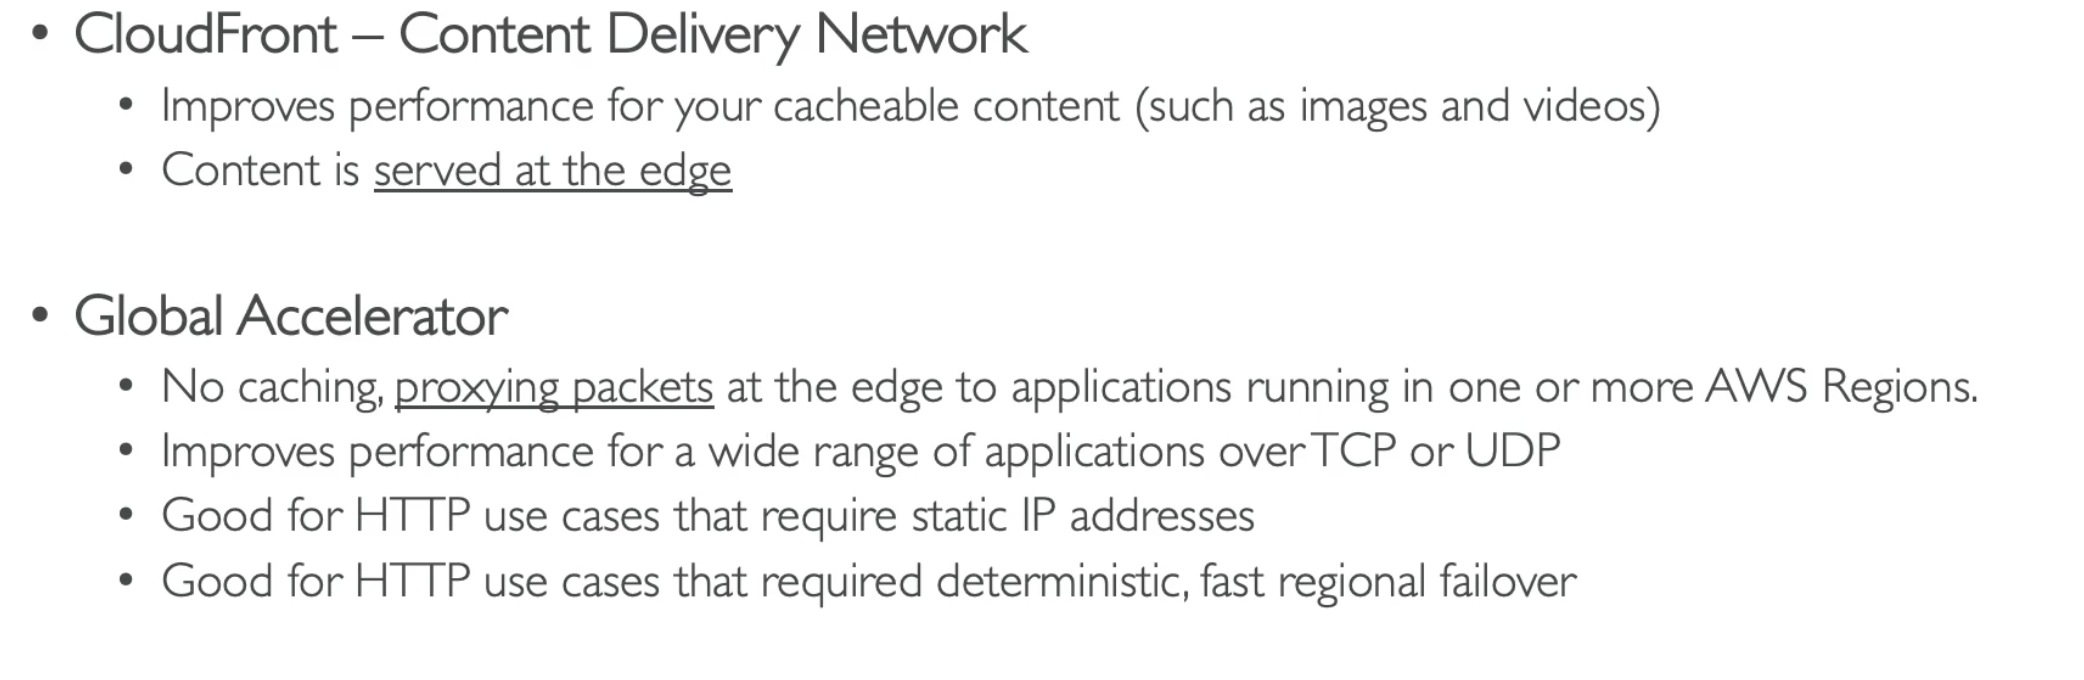 • CloudFront – Content Delivery Network
• Improves performance for your cacheable content (such as images and videos)
• Content is served at the edge
• Global Accelerator
• No caching, proxying packets at the edge to applications running in one or more AWS Regions.
• Improves performance for a wide range of applications over TCP or UDP
• Good for HTTP use cases that require static IP addresses
• Good for HTTP use cases that required deterministic, fast regional failover